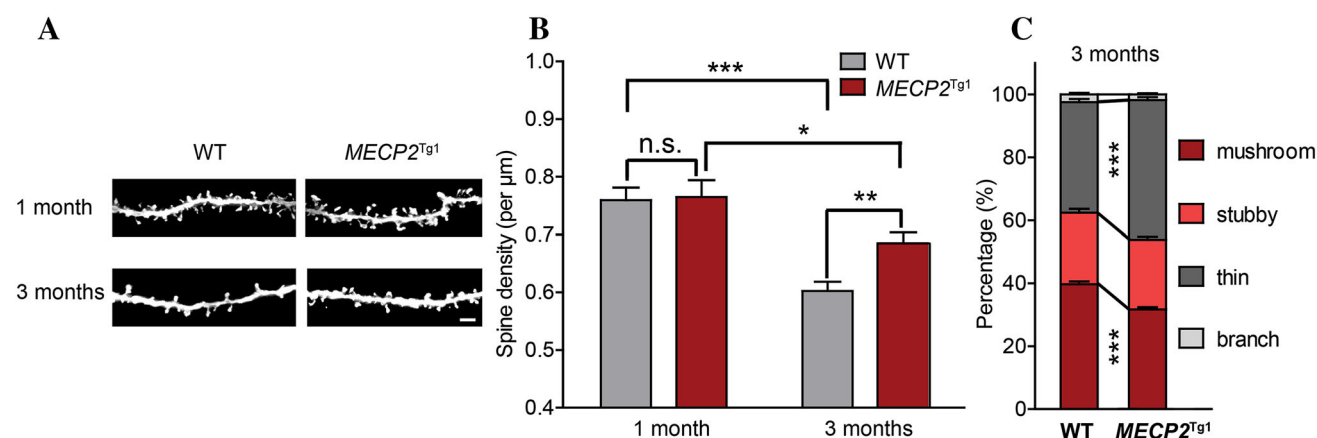 A
WT MECP2Tg1
1 month
3 months
B
WT
MECP2Tg1
***
*
n.s.
**
Spine density (per μm)
1.0
0.9
0.8
0.7
0.6
0.5
0.4
1 month 3 months
C
3 months
Percentage (%)
100
80
60
40
20
0
***
***
mushroom
stubby
thin
branch
WT MECP2Tg1